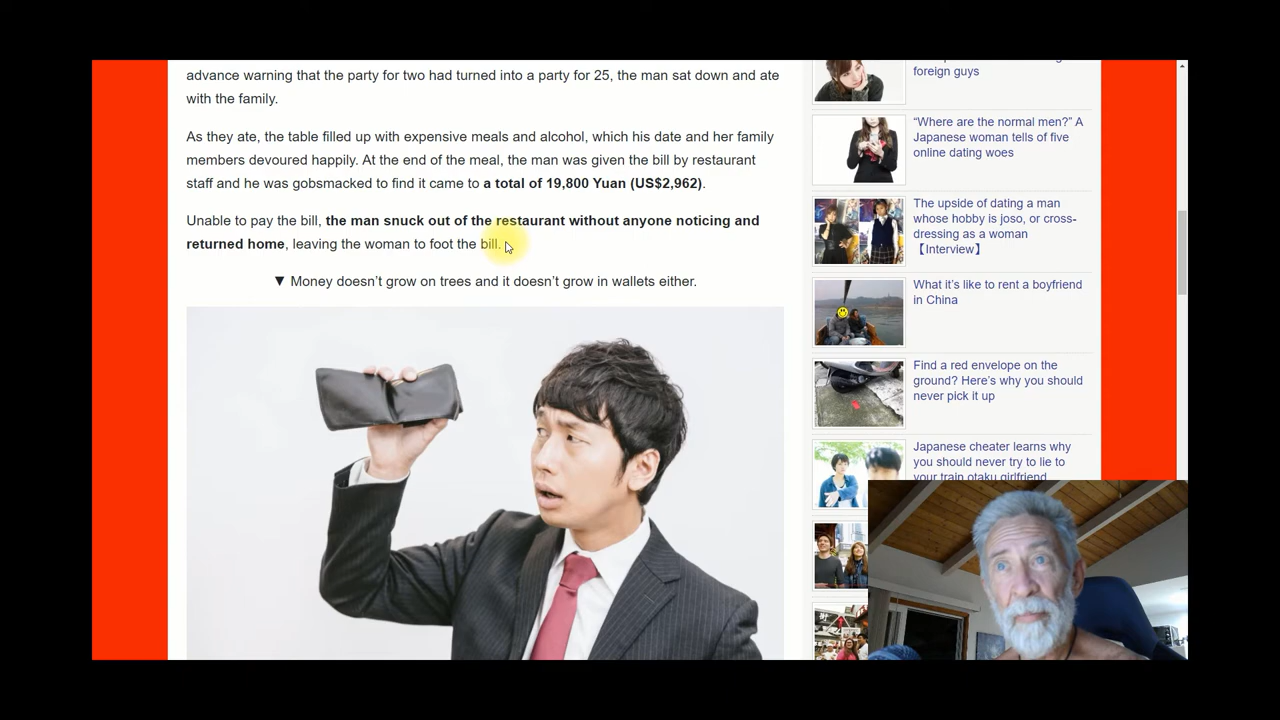 advance warning that the party for two had turned into a party for 25, the man sat down and ate
with the family.
As they ate, the table filled up with expensive meals and alcohol, which his date and her family
members devoured happily. At the end of the meal, the man was given the bill by restaurant
staff and he was gobsmacked to find it came to a total of 19,800 Yuan (US$2,962).
Unable to pay the bill, the man snuck out of the restaurant without anyone noticing and
returned home, leaving the woman to foot the bill.
▼ Money doesn’t grow on trees and it doesn’t grow in wallets either.
foreign guys
“Where are the normal men?” A
Japanese woman tells of five
online dating woes
The upside of dating a man
whose hobby is joso, or cross-
dressing as a woman
【Interview】
What it’s like to rent a boyfriend
in China
Find a red envelope on the
ground? Here’s why you should
never pick it up
Japanese cheater learns why
you should never try to lie to
your train otaku girlfriend